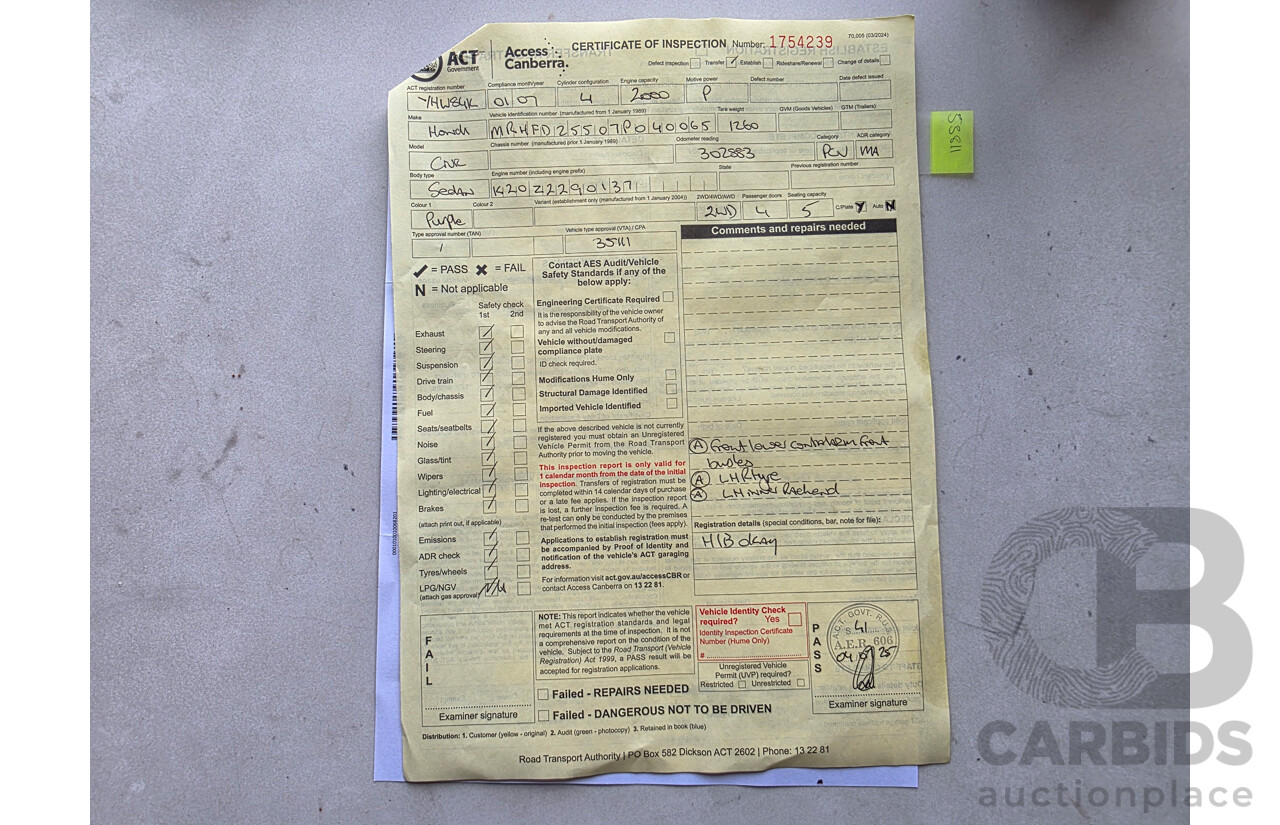 ACT
Government
Access
Canberra.
CERTIFICATE OF INSPECTION Number: 1754239
70,005 (03/2024)
Defect inspection Transfer Establish Rideshare/Renewal Change of details
ACT registration number Compliance month/year Cylinder configuration Engine capacity Motive power Defect number Date defect issued
YHW84K 01 07 4 2000 P
Make Vehicle identification number (manufactured from 1 January 1989) Tare weight GVM (Goods Vehicles) GTM (Trailers)
Honda MRHFD25507P040065 1260
Model Chassis number (manufactured prior 1 January 1989) Odometer reading Category ADR category
302883 MA
Body type Engine number (including engine prefix) State Previous registration number
Sedan K20Z2290137
Colour 1 Colour 2 Variant (establishment only (manufactured from 1 January 2004)) 2WD/4WD/AWD Passenger doors Seating capacity
Purple 2WD 4 5 C/Plate Y Auto N
Type approval number (TAN) Vehicle type approval (VTA) / CPA
/ 35111
Comments and repairs needed
✓ = PASS ✖ = FAIL
N = Not applicable
Safety check
1st 2nd
Exhaust
Steering
Suspension
Drive train
Body/chassis
Fuel
Seats/seatbelts
Noise
Glass/tint
Wipers
Lighting/electrical
Brakes
(attach print out, if applicable)
Emissions
ADR check
Tyres/wheels
LPG/NGV N/A
(attach gas approval)
Contact AES Audit/Vehicle
Safety Standards if any of the
below apply:
Engineering Certificate Required
It is the responsibility of the vehicle owner
to advise the Road Transport Authority of
any and all vehicle modifications.
Vehicle without/damaged
compliance plate
ID check required.
Modifications Hume Only
Structural Damage Identified
Imported Vehicle Identified
If the above described vehicle is not currently
registered you must obtain an Unregistered
Vehicle Permit from the Road Transport
Authority prior to moving the vehicle.
This inspection report is only valid for
1 calendar month from the date of the initial
inspection. Transfers of registration must be
completed within 14 calendar days of purchase
or a late fee applies. If the inspection report
is lost, a further inspection fee is required. A
re-test can only be conducted by the premises
that performed the initial inspection (fees apply).
Applications to establish registration must
be accompanied by Proof of Identity and
notification of the vehicle's ACT garaging
address.
For information visit act.gov.au/accessCBR or
contact Access Canberra on 13 22 81.
(A) front lower control arm front
bushes
(A) LHR tyre
(A) LH inner Rackend
Registration details (special conditions, bar, note for file):
H/B okay
FAIL
Examiner signature
NOTE: This report indicates whether the vehicle
met ACT registration standards and legal
requirements at the time of inspection. It is not
a comprehensive report on the condition of the
vehicle. Subject to the Road Transport (Vehicle
Registration) Act 1999, a PASS result will be
accepted for registration applications.
Failed - REPAIRS NEEDED
Failed - DANGEROUS NOT TO BE DRIVEN
Vehicle Identity Check
required? Yes
Identity Inspection Certificate
Number (Hume Only)
#
Unregistered Vehicle
Permit (UVP) required?
Restricted Unrestricted
PASS
A.C.T. GOVT. R.U.S.
S 41
A.E.R. 606
Examiner signature
Distribution: 1. Customer (yellow - original) 2. Audit (green - photocopy) 3. Retained in book (blue)
Road Transport Authority | PO Box 582 Dickson ACT 2602 | Phone: 13 22 81
CARBIDS
auctionplace